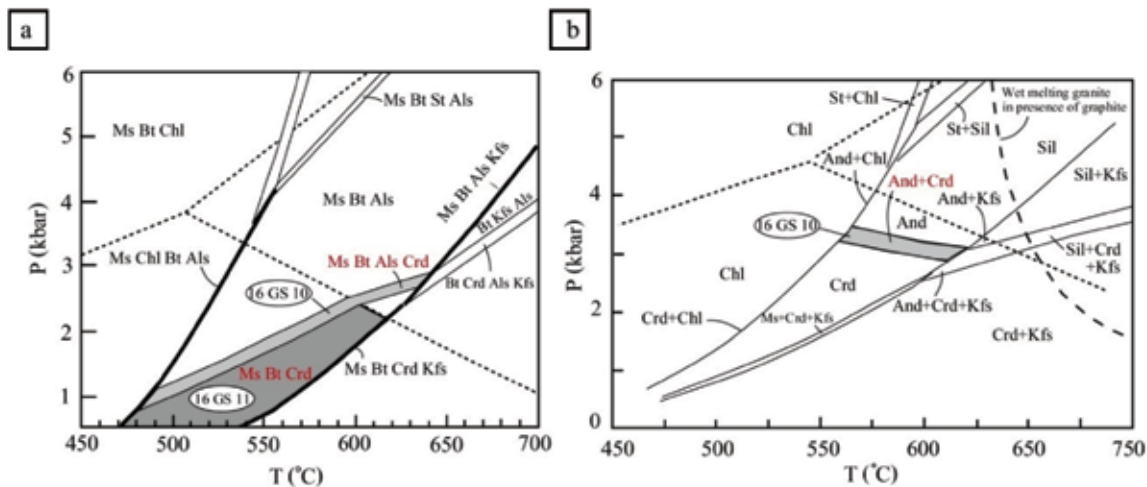 a
6
5
4
3
2
1
P (kbar)
450
500
550
600
650
700
T (°C)
Ms Bt Chl
Ms Bt St Als
Ms Bt Als
Ms Bt Als Kfs
Bt Kfs Als
Ms Chl Bt Als
Ms Bt Als Crd
Bt Crd Als Kfs
16 GS 10
Ms Bt Crd
Ms Bt Crd Kfs
16 GS 11
b
6
4
2
0
P (kbar)
450
500
550
600
650
750
T (°C)
St+Chl
Wet melting granite
in presence of graphite
Chl
St+Sil
Sil
And+Chl
And+Crd
Sil+Kfs
And+Kfs
And
16 GS 10
Sil+Crd
+Kfs
Chl
Crd
Crd+Chl
Ms+Crd+Kfs
And+Crd+Kfs
Crd+Kfs